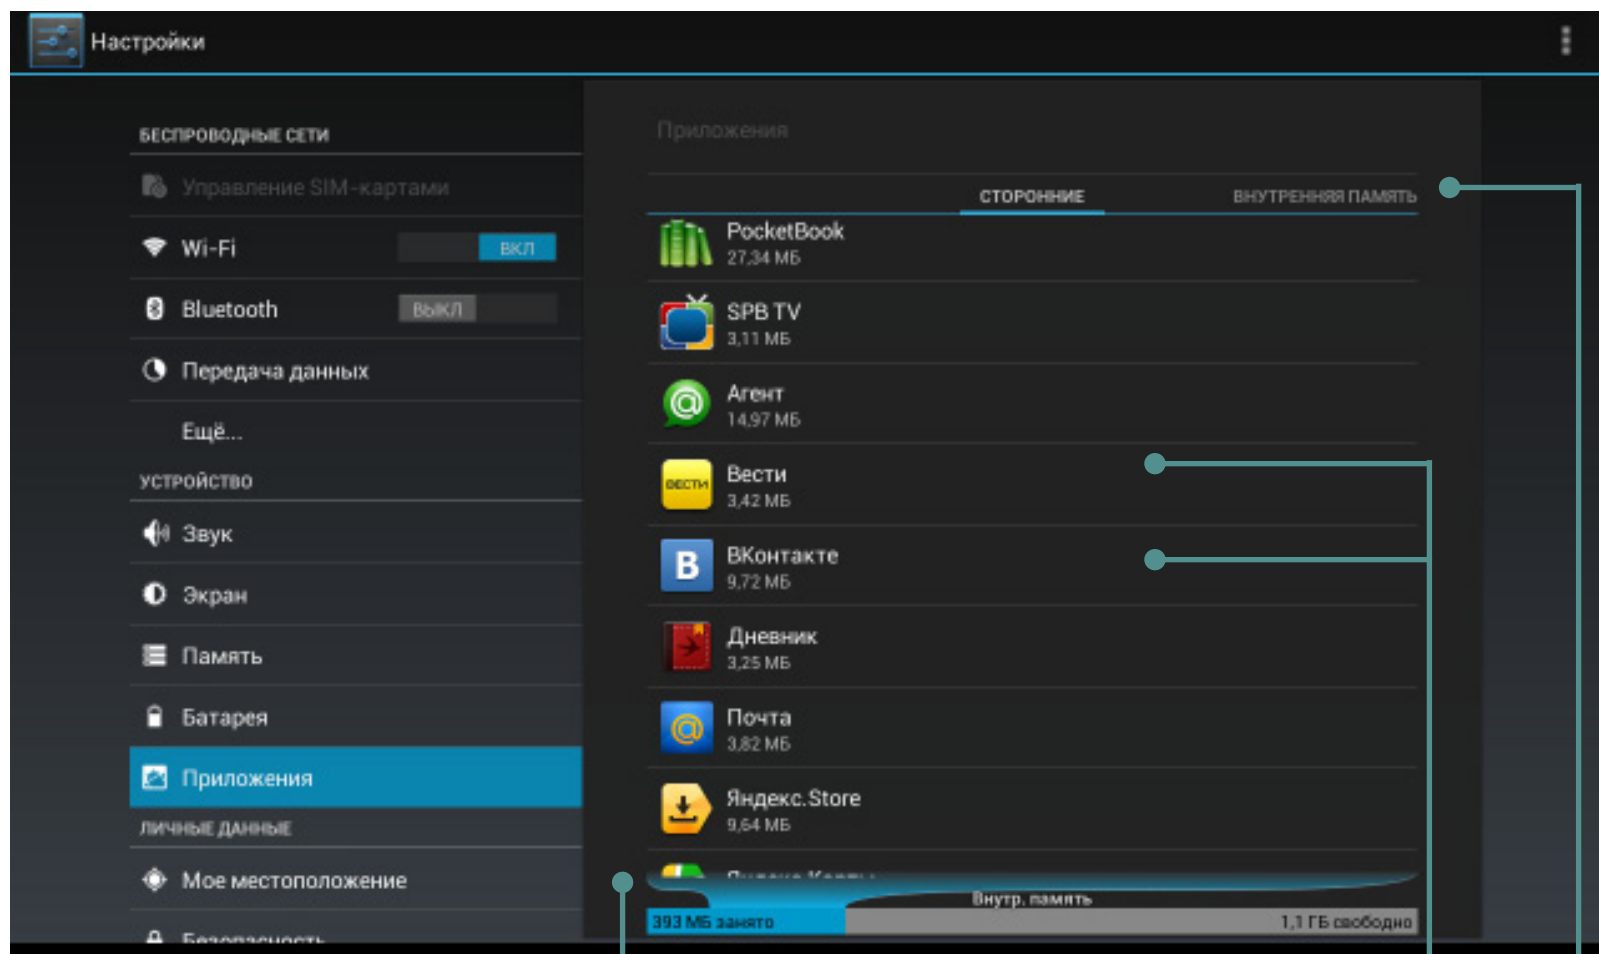 Настройки
БЕСПРОВОДНЫЕ СЕТИ
Управление SIM-картами
Wi-Fi
ВКЛ
Bluetooth
ВЫКЛ
Передача данных
Ещё...
УСТРОЙСТВО
Звук
Экран
Память
Батарея
Приложения
ЛИЧНЫЕ ДАННЫЕ
Мое местоположение
Безопасность
Приложения
СТОРОННИЕ
ВНУТРЕННЯЯ ПАМЯТЬ
PocketBook
27,34 МБ
SPB TV
3,11 МБ
Агент
14,97 МБ
ВЕСТИ
Вести
3,42 МБ
В
ВКонтакте
9,72 МБ
Дневник
3,25 МБ
Почта
3,82 МБ
Яндекс.Store
9,64 МБ
Яндекс.Карты
Внутр. память
393 МБ занято
1,1 ГБ свободно